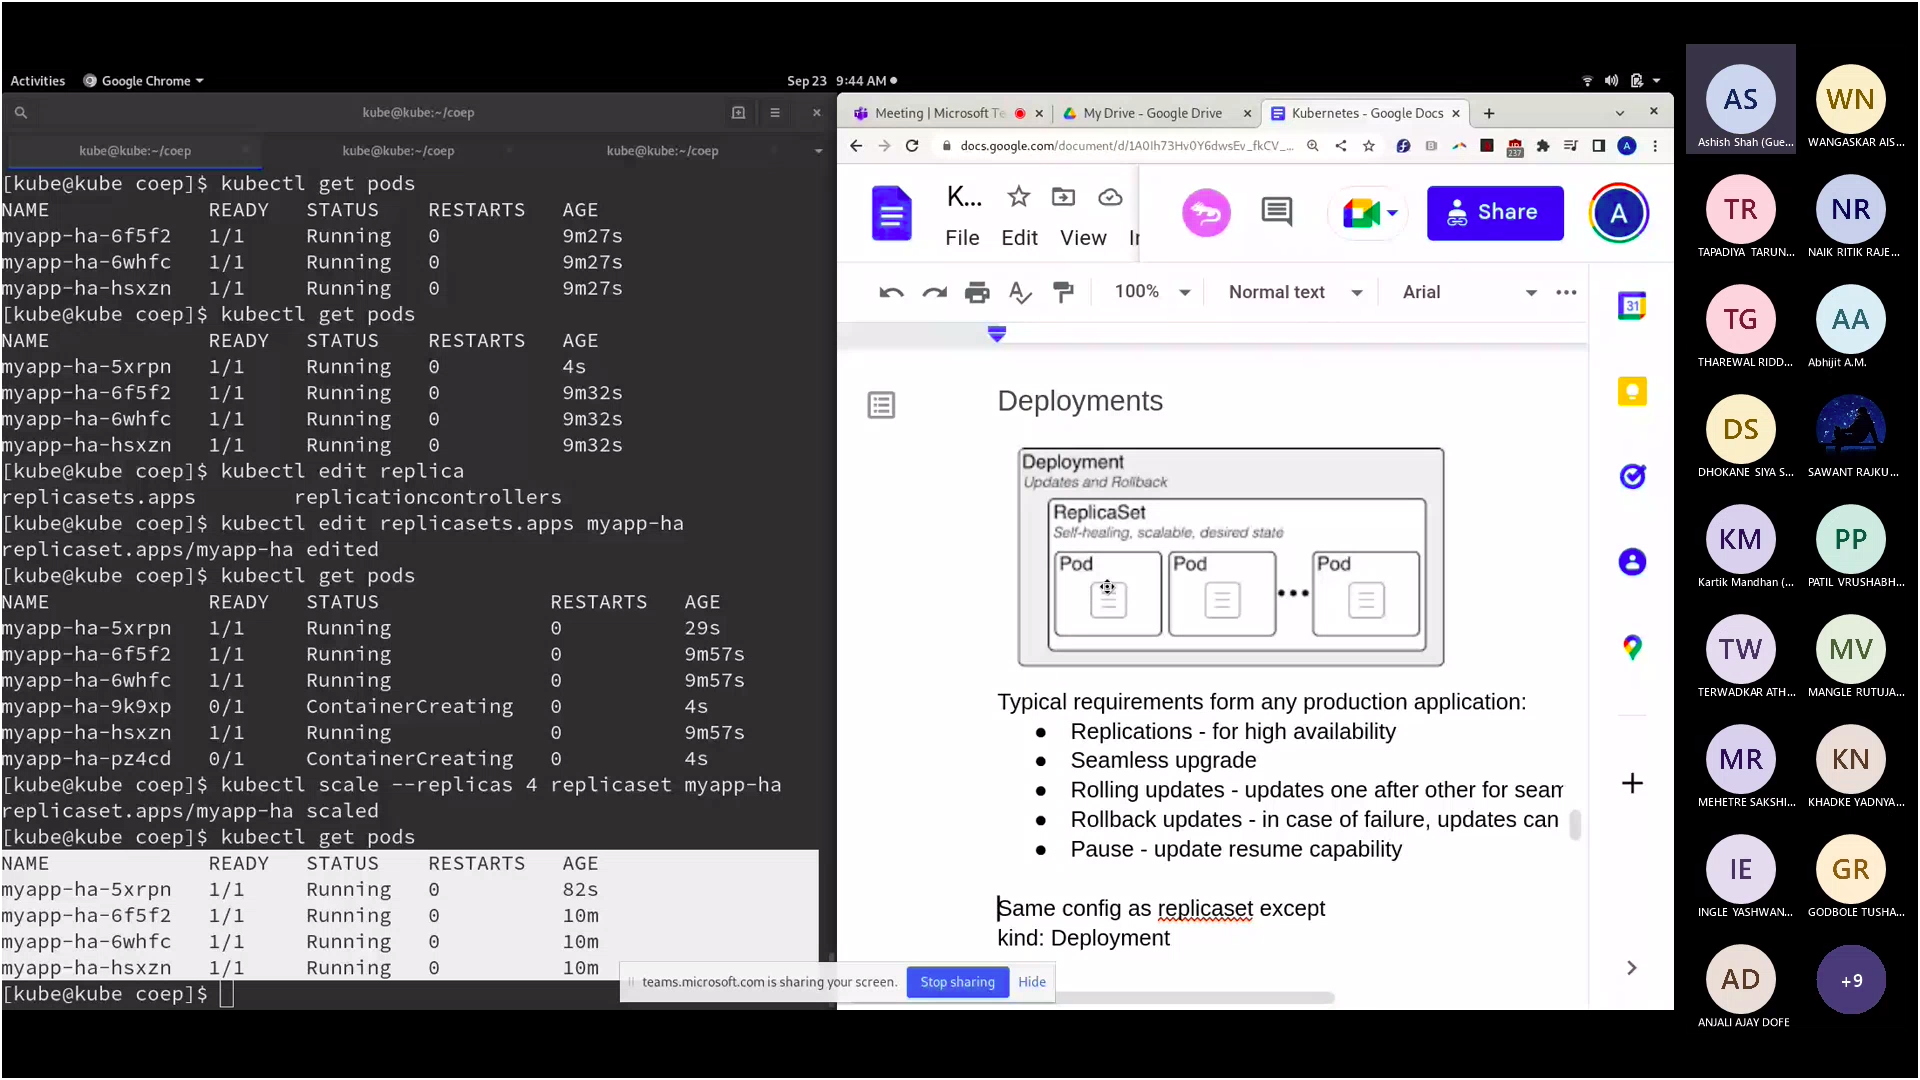 Activities Google Chrome Sep 23 9:44 AM
kube@kube:~/coep
kube@kube:~/coep kube@kube:~/coep kube@kube:~/coep
[kube@kube coep]$ kubectl get pods
NAME READY STATUS RESTARTS AGE
myapp-ha-6f5f2 1/1 Running 0 9m27s
myapp-ha-6whfc 1/1 Running 0 9m27s
myapp-ha-hsxzn 1/1 Running 0 9m27s
[kube@kube coep]$ kubectl get pods
NAME READY STATUS RESTARTS AGE
myapp-ha-5xrpn 1/1 Running 0 4s
myapp-ha-6f5f2 1/1 Running 0 9m32s
myapp-ha-6whfc 1/1 Running 0 9m32s
myapp-ha-hsxzn 1/1 Running 0 9m32s
[kube@kube coep]$ kubectl edit replica
replicasets.apps replicationcontrollers
[kube@kube coep]$ kubectl edit replicasets.apps myapp-ha
replicaset.apps/myapp-ha edited
[kube@kube coep]$ kubectl get pods
NAME READY STATUS RESTARTS AGE
myapp-ha-5xrpn 1/1 Running 0 29s
myapp-ha-6f5f2 1/1 Running 0 9m57s
myapp-ha-6whfc 1/1 Running 0 9m57s
myapp-ha-9k9xp 0/1 ContainerCreating 0 4s
myapp-ha-hsxzn 1/1 Running 0 9m57s
myapp-ha-pz4cd 0/1 ContainerCreating 0 4s
[kube@kube coep]$ kubectl scale --replicas 4 replicaset myapp-ha
replicaset.apps/myapp-ha scaled
[kube@kube coep]$ kubectl get pods
NAME READY STATUS RESTARTS AGE
myapp-ha-5xrpn 1/1 Running 0 82s
myapp-ha-6f5f2 1/1 Running 0 10m
myapp-ha-6whfc 1/1 Running 0 10m
myapp-ha-hsxzn 1/1 Running 0 10m
[kube@kube coep]$
Meeting | Microsoft Te My Drive - Google Drive Kubernetes - Google Docs
docs.google.com/document/d/1A0Ih73Hv0Y6dwsEv_fkCV_... 237
K... Share A
File Edit View In
100% Normal text Arial
31
Deployments
Deployment
Updates and Rollback
ReplicaSet
Self-healing, scalable, desired state
Pod Pod Pod
Typical requirements form any production application:
● Replications - for high availability
● Seamless upgrade
● Rolling updates - updates one after other for seam
● Rollback updates - in case of failure, updates can
● Pause - update resume capability
Same config as replicaset except
kind: Deployment
teams.microsoft.com is sharing your screen. Stop sharing Hide
AS WN
Ashish Shah (Gue... WANGASKAR AIS...
TR NR
TAPADIYA TARUN... NAIK RITIK RAJE...
TG AA
THAREWAL RIDD... Abhijit A.M.
DS
DHOKANE SIYA S... SAWANT RAJKU...
KM PP
Kartik Mandhan (... PATIL VRUSHABH...
TW MV
TERWADKAR ATH... MANGLE RUTUJA...
MR KN
MEHETRE SAKSHI... KHADKE YADNYA...
IE GR
INGLE YASHWAN... GODBOLE TUSHA...
AD +9
ANJALI AJAY DOFE